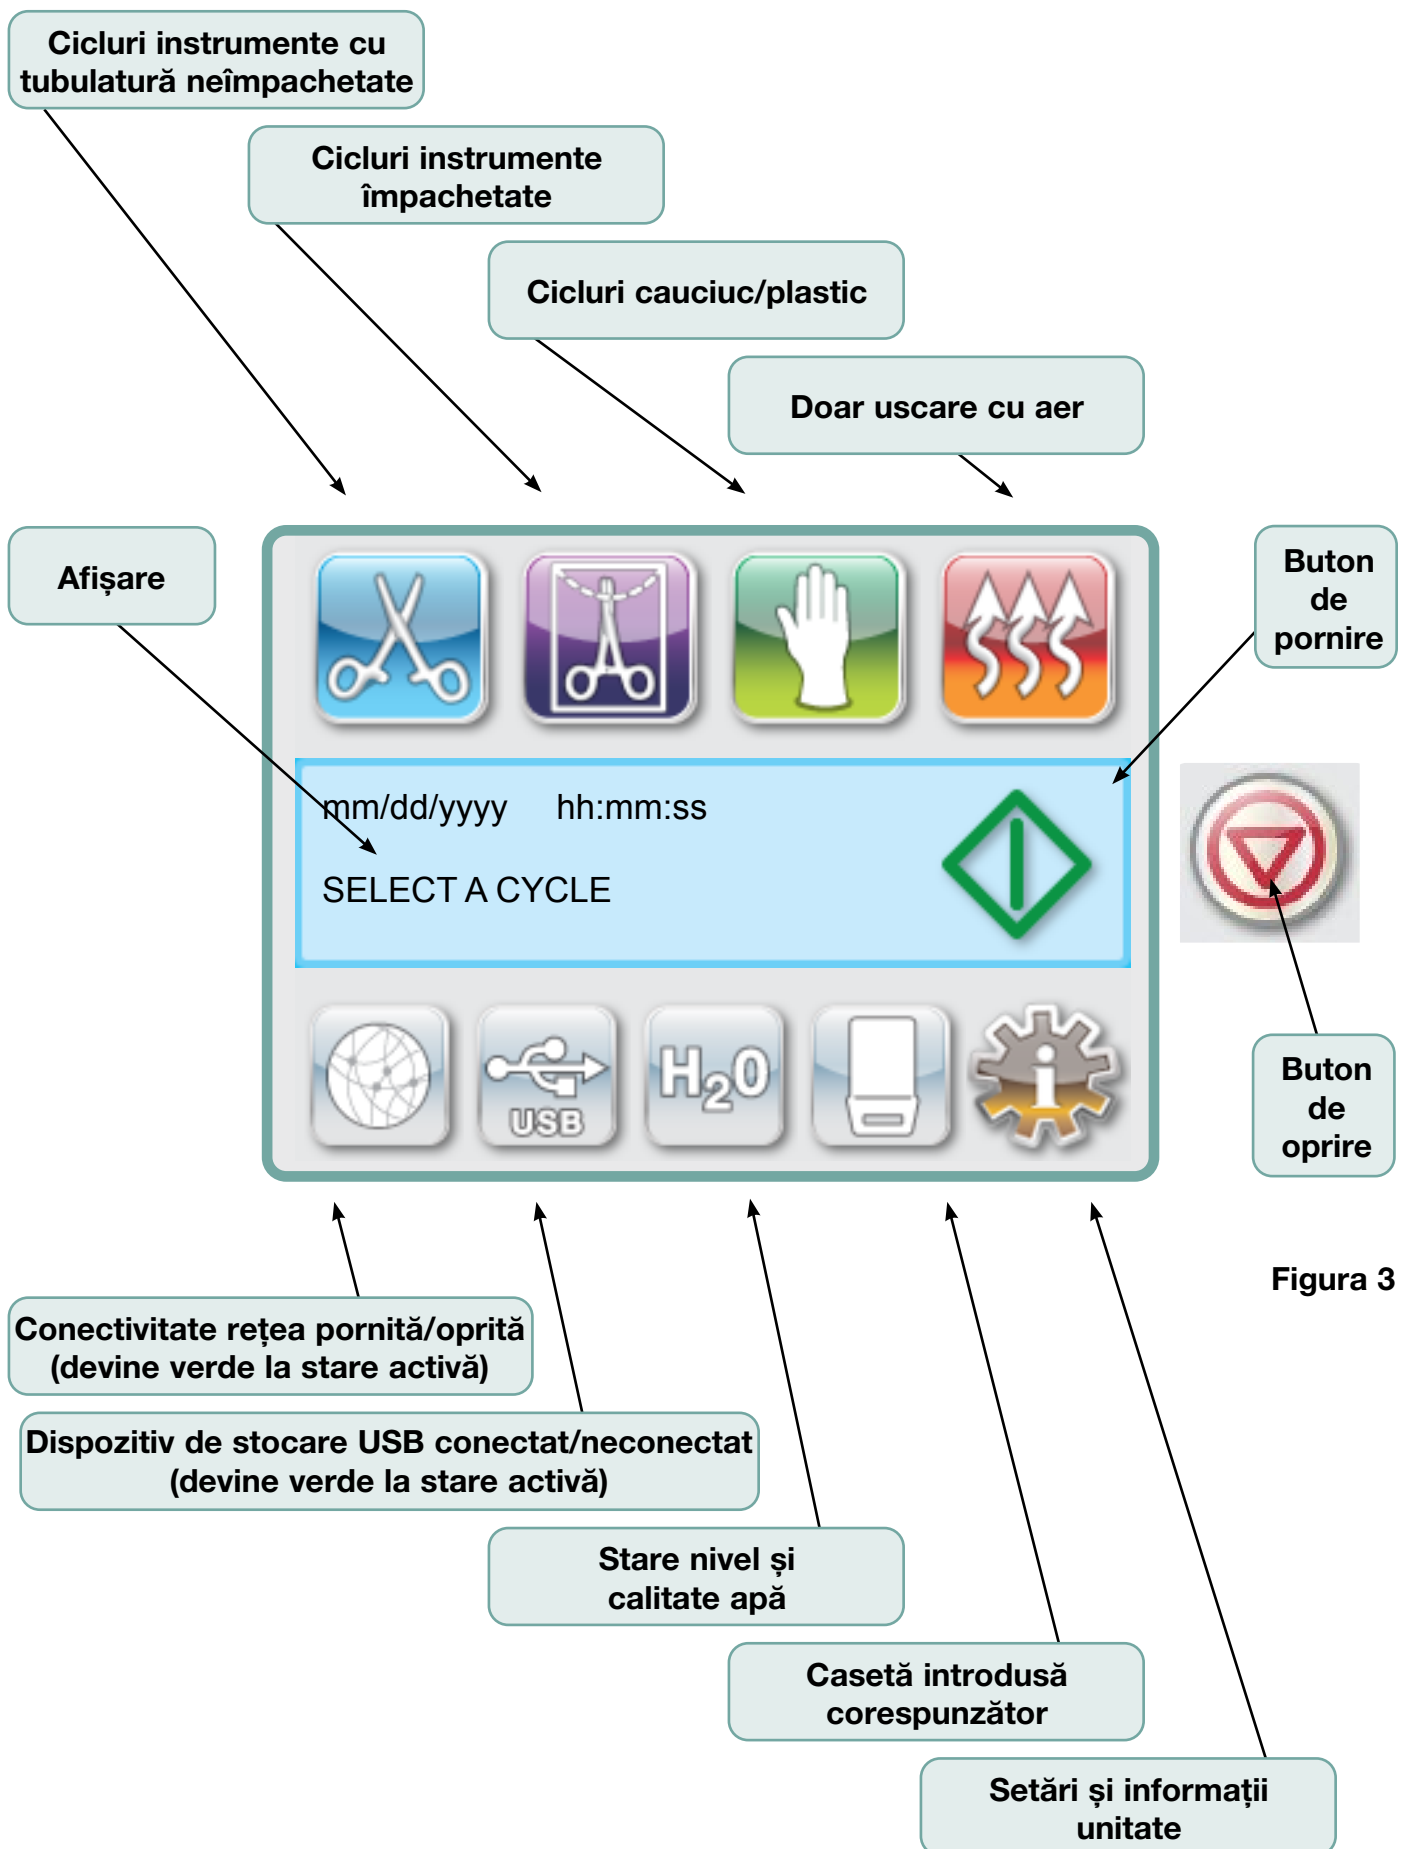 Cicluri instrumente cu
tubulatură neîmpachetate
Cicluri instrumente
împachetate
Cicluri cauciuc/plastic
Doar uscare cu aer
Afișare
Buton
de
pornire
mm/dd/yyyy hh:mm:ss
SELECT A CYCLE
USB
H₂0
i
Buton
de
oprire
Figura 3
Conectivitate rețea pornită/oprită
(devine verde la stare activă)
Dispozitiv de stocare USB conectat/neconectat
(devine verde la stare activă)
Stare nivel și
calitate apă
Casetă introdusă
corespunzător
Setări și informații
unitate